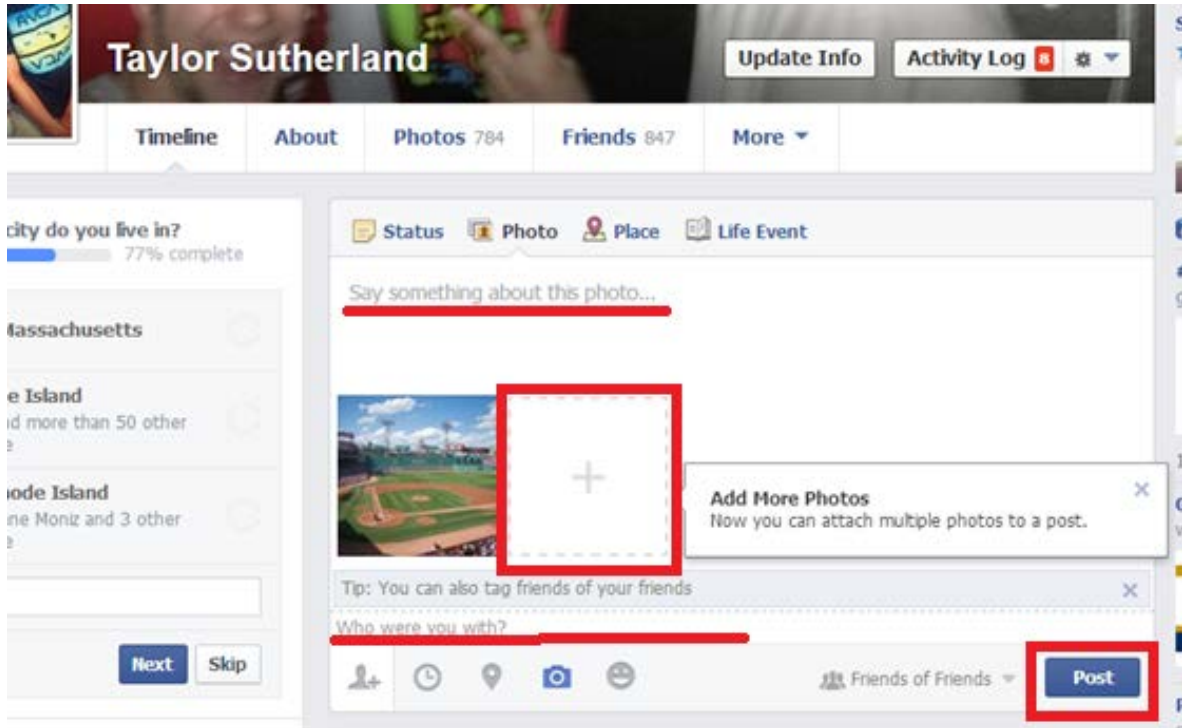 RVCA
Taylor Sutherland
Update Info
Activity Log 8
Timeline About Photos 784 Friends 847 More
city do you live in?
77% complete
Massachusetts
e Island
d more than 50 other
ode Island
ne Moniz and 3 other
Next Skip
Status Photo Place Life Event
Say something about this photo...
+
Add More Photos
Now you can attach multiple photos to a post.
Tip: You can also tag friends of your friends
Who were you with?
Friends of Friends
Post